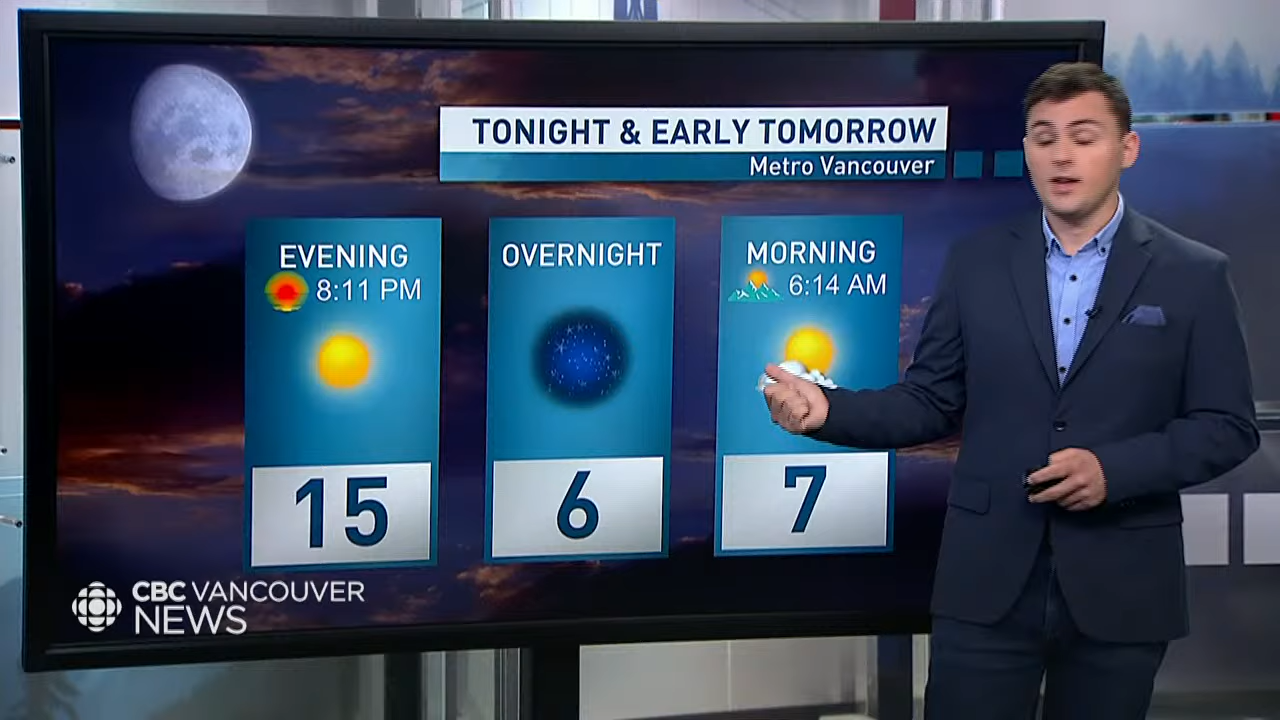 TONIGHT & EARLY TOMORROW
Metro Vancouver
EVENING
8:11 PM
15
OVERNIGHT
6
MORNING
6:14 AM
7
CBC VANCOUVER
NEWS